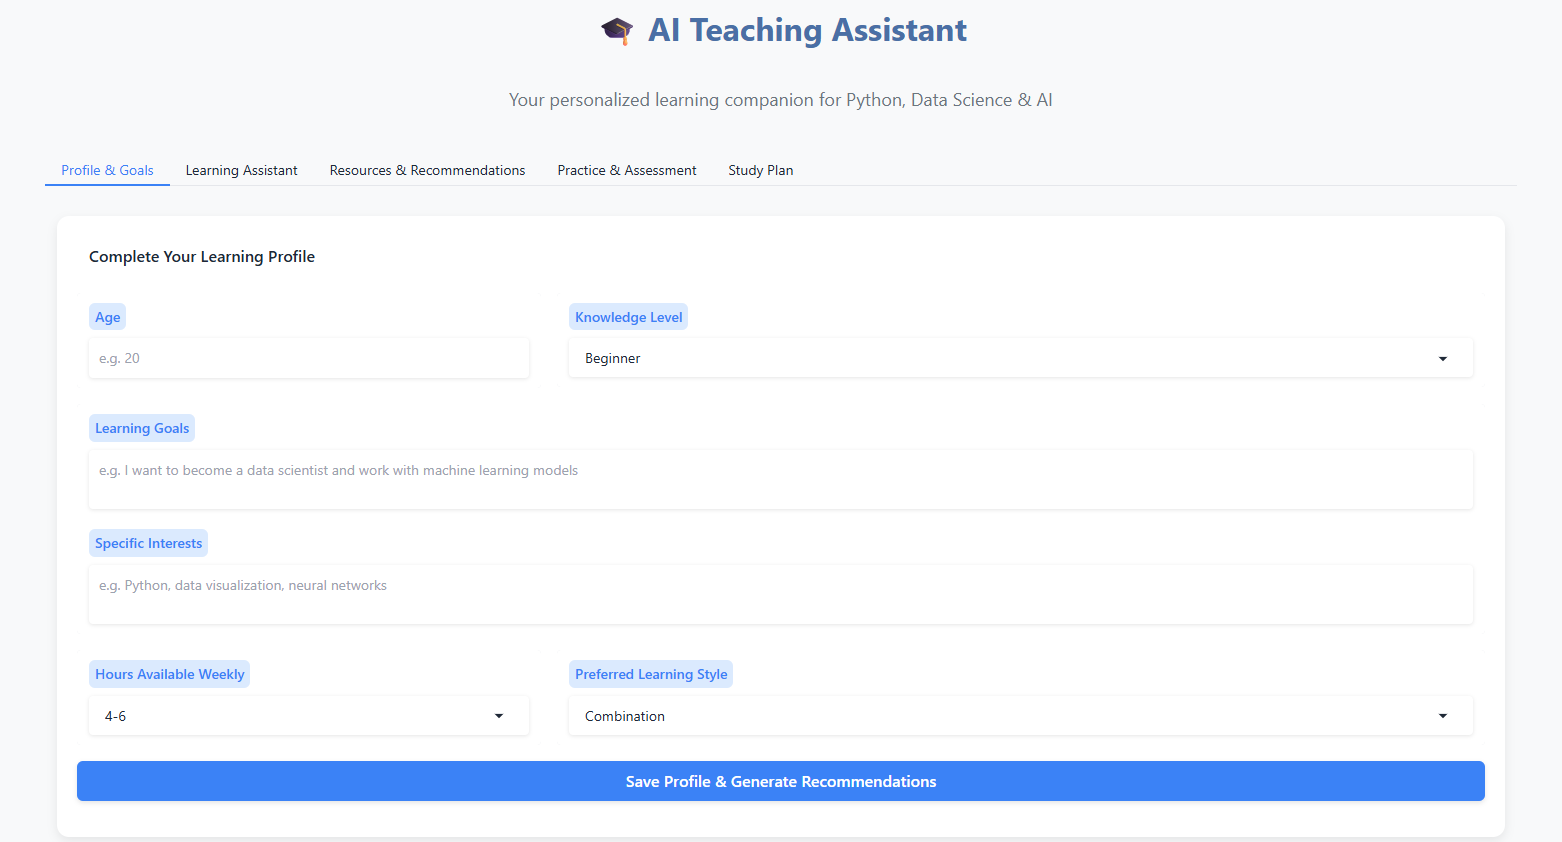 AI Teaching Assistant
Your personalized learning companion for Python, Data Science & AI
Profile & Goals Learning Assistant Resources & Recommendations Practice & Assessment Study Plan
Complete Your Learning Profile
Age Knowledge Level
e.g. 20 Beginner
Learning Goals
e.g. I want to become a data scientist and work with machine learning models
Specific Interests
e.g. Python, data visualization, neural networks
Hours Available Weekly Preferred Learning Style
4-6 Combination
Save Profile & Generate Recommendations